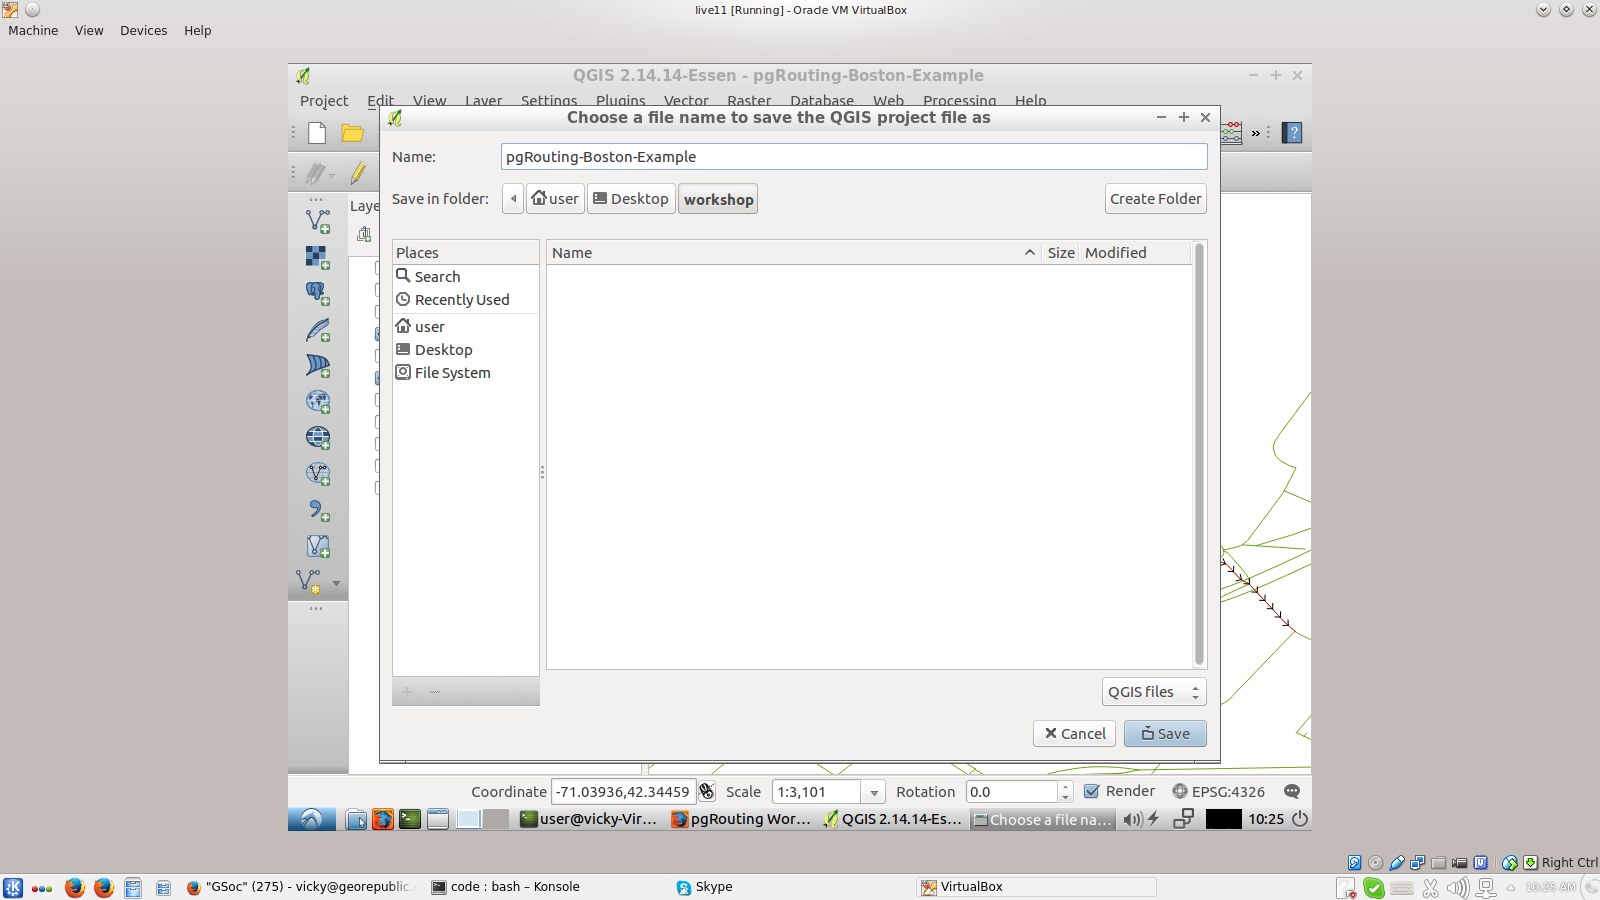 live11 [Running] - Oracle VM VirtualBox
Machine View Devices Help
QGIS 2.14.14-Essen - pgRouting-Boston-Example
Project Edit View Layer Settings Plugins Vector Raster Database Web Processing Help
Choose a file name to save the QGIS project file as
Name: pgRouting-Boston-Example
Save in folder: user Desktop workshop Create Folder
Laye
Places Name Size Modified
Search
Recently Used
user
Desktop
File System
QGIS files
Cancel Save
Coordinate -71.03936,42.34459 Scale 1:3,101 Rotation 0.0 Render EPSG:4326
user@vicky-Vir... pgRouting Wor... QGIS 2.14.14-Es... Choose a file na... 10:25
Right Ctrl
"GSoc" (275) - vicky@georepublic. code : bash – Konsole Skype VirtualBox 10:25 AM